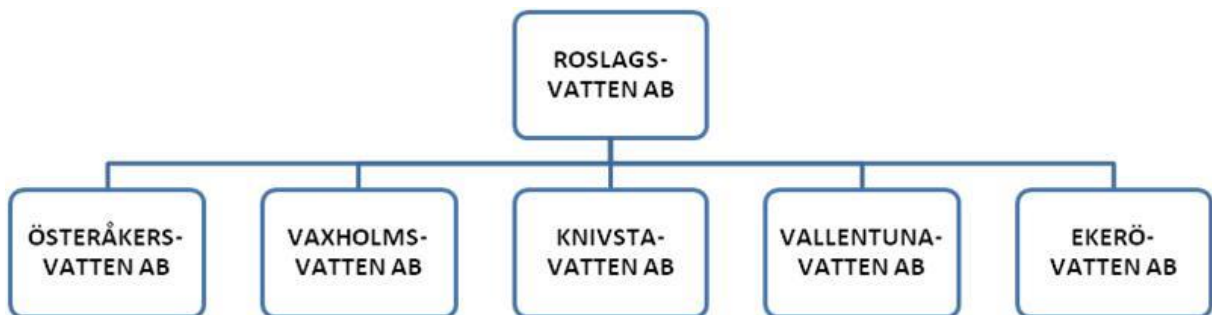 ROSLAGS-
VATTEN AB
ÖSTERÅKERS-
VATTEN AB
VAXHOLMS-
VATTEN AB
KNIVSTA-
VATTEN AB
VALLENTUNA-
VATTEN AB
EKERÖ-
VATTEN AB